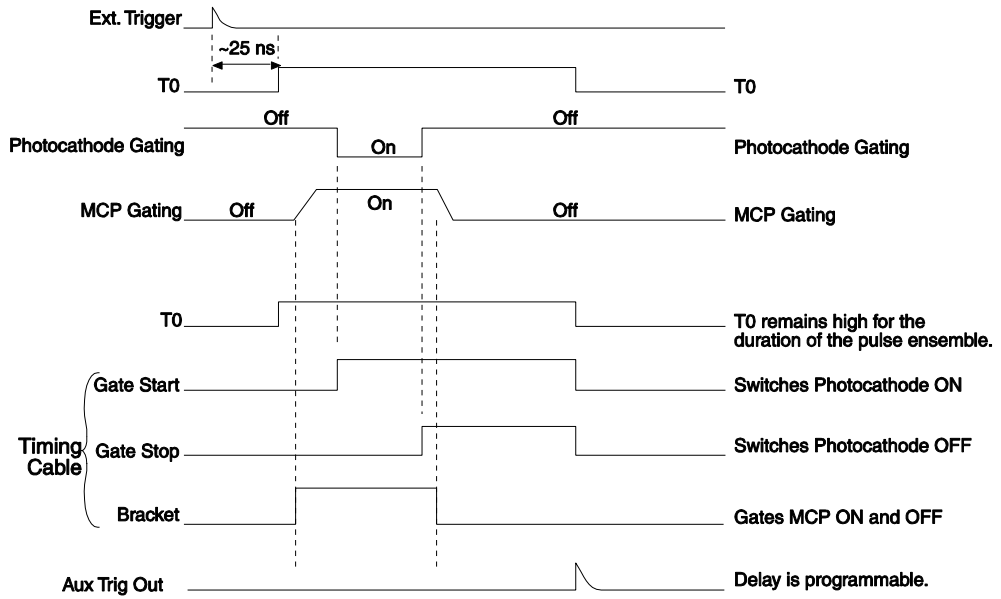 Ext. Trigger
~25 ns
T0
T0
Off
Off
Photocathode Gating
On
Photocathode Gating
MCP Gating
Off
On
Off
MCP Gating
T0
T0 remains high for the
duration of the pulse ensemble.
Gate Start
Switches Photocathode ON
Timing
Cable
Gate Stop
Switches Photocathode OFF
Bracket
Gates MCP ON and OFF
Aux Trig Out
Delay is programmable.